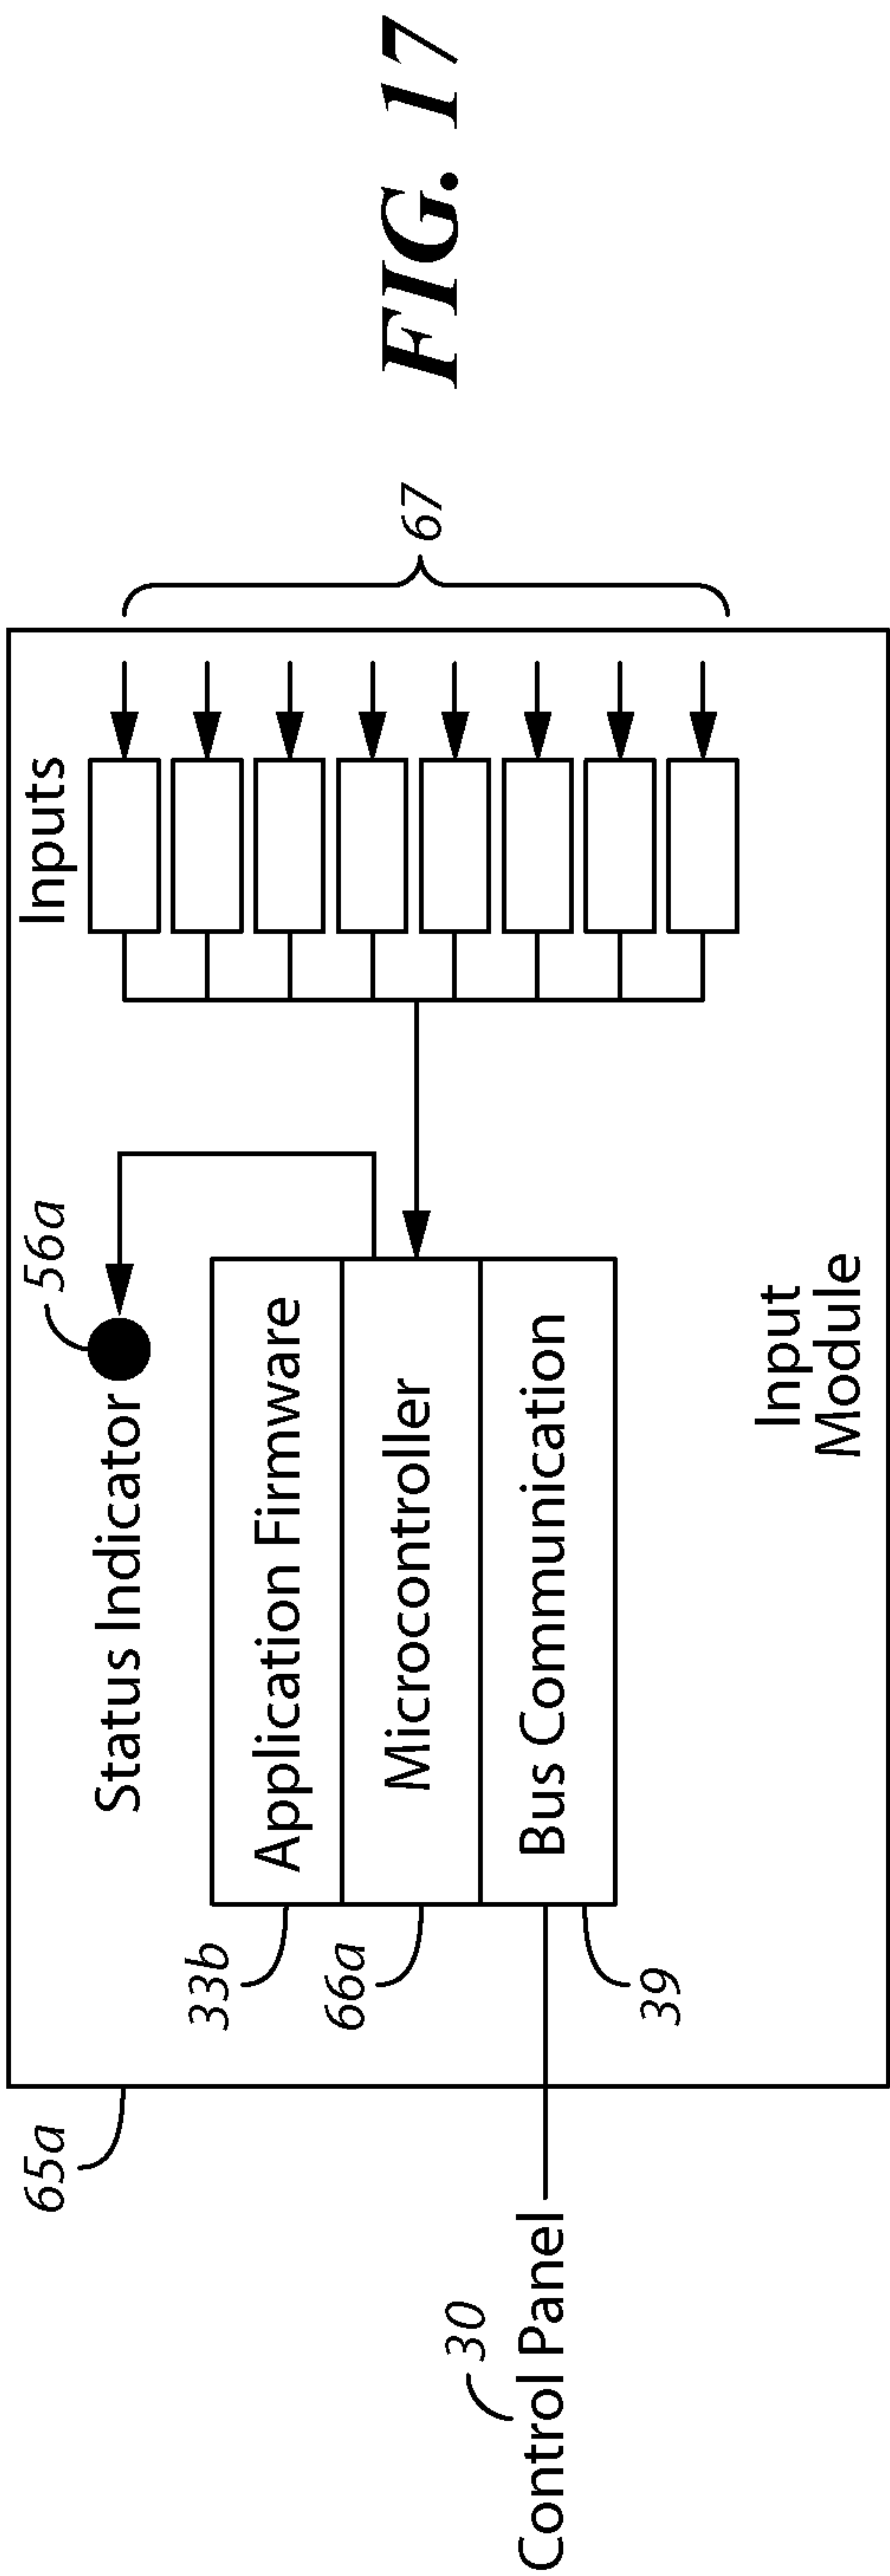 65a
56a
Status Indicator
Inputs
33b
Application Firmware
66a
Microcontroller
67
30
Control Panel
Bus Communication
39
Input
Module
FIG. 17